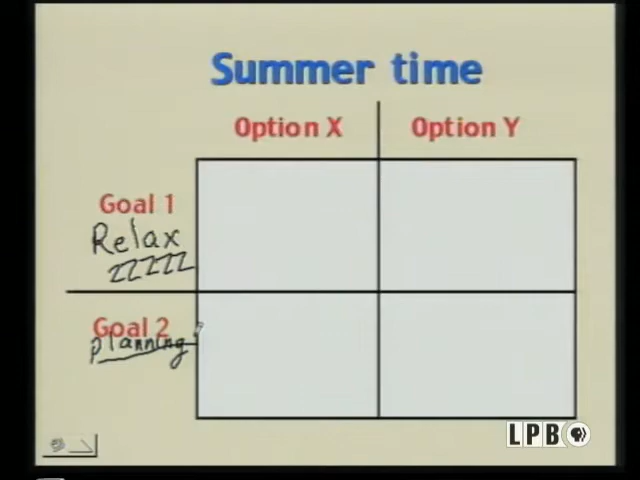 Summer time
Option X Option Y
Goal 1
Relax
ZZZZZ
Goal 2
planning
LPB